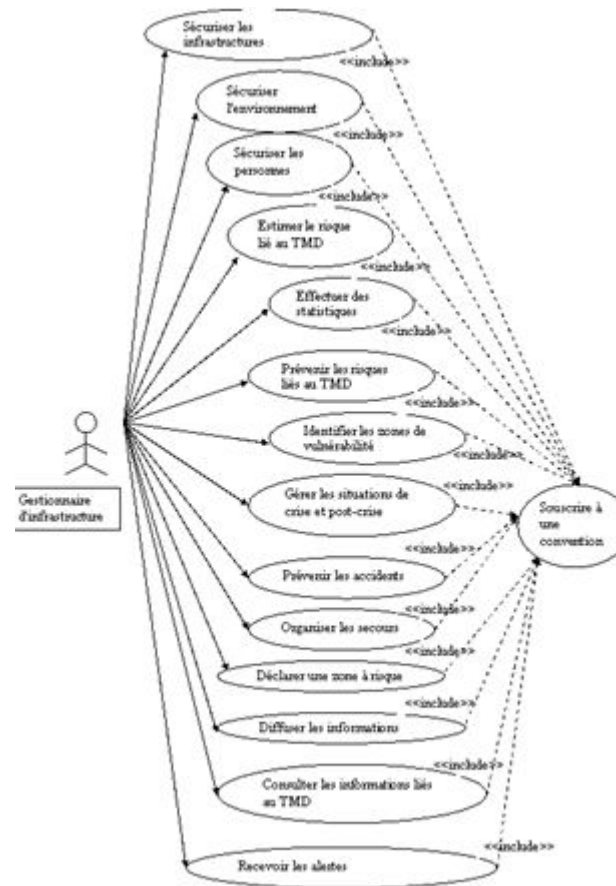 Sécuriser les
infrastructures
<<include>>
Sécuriser
l'environnement
<<include>>
Sécuriser les
personnes
<<include>>
Estimer le risque
lié au TMD
<<include>>
Effectuer des
statistiques
<<include>>
Prévenir les risques
liés au TMD
<<include>>
Identifier les zones de
vulnérabilité
<<include>>
Gérer les situations de
crise et post-crise
<<include>>
Gestionnaire
d'infrastructure
Souscrire à
une
convention
Prévenir les accidents
<<include>>
Organiser les secours
<<include>>
Déclarer une zone à risque
<<include>>
Diffuser les informations
<<include>>
Consulter les informations liés
au TMD
<<include>>
Recevoir les alestes
<<include>>